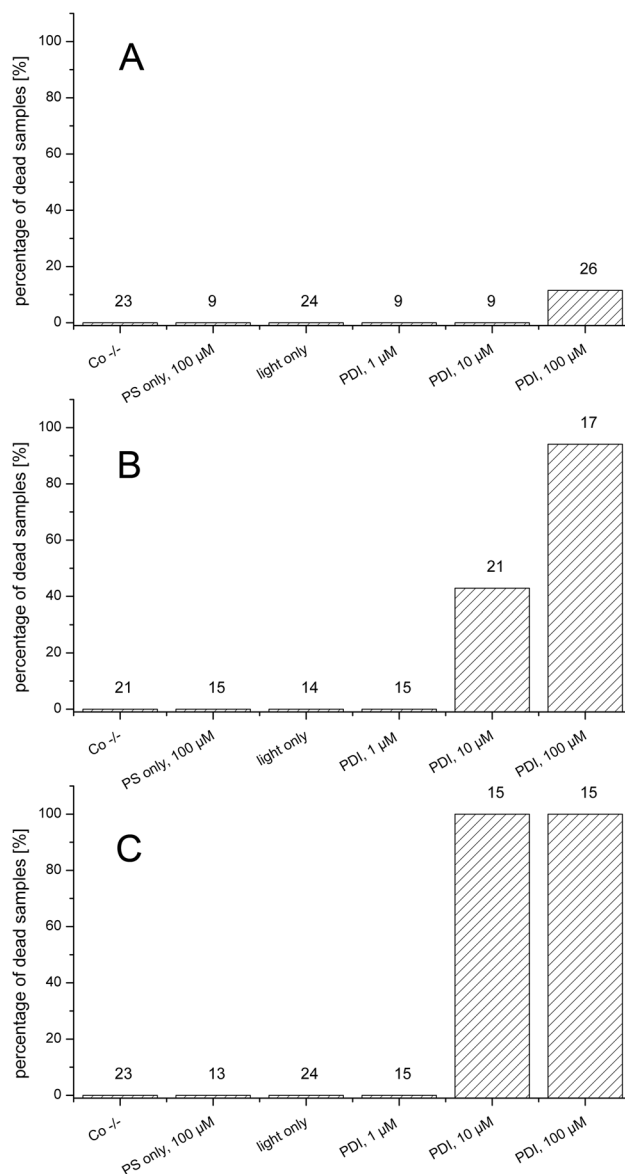 A
percentage of dead samples [%]
100
80
60
40
20
0
23
9
24
9
9
26
Co -/-
PS only, 100 µM
light only
PDI, 1 µM
PDI, 10 µM
PDI, 100 µM
B
percentage of dead samples [%]
100
80
60
40
20
0
21
15
14
15
21
17
Co -/-
PS only, 100 µM
light only
PDI, 1 µM
PDI, 10 µM
PDI, 100 µM
C
percentage of dead samples [%]
100
80
60
40
20
0
23
13
24
15
15
15
Co -/-
PS only, 100 µM
light only
PDI, 1 µM
PDI, 10 µM
PDI, 100 µM